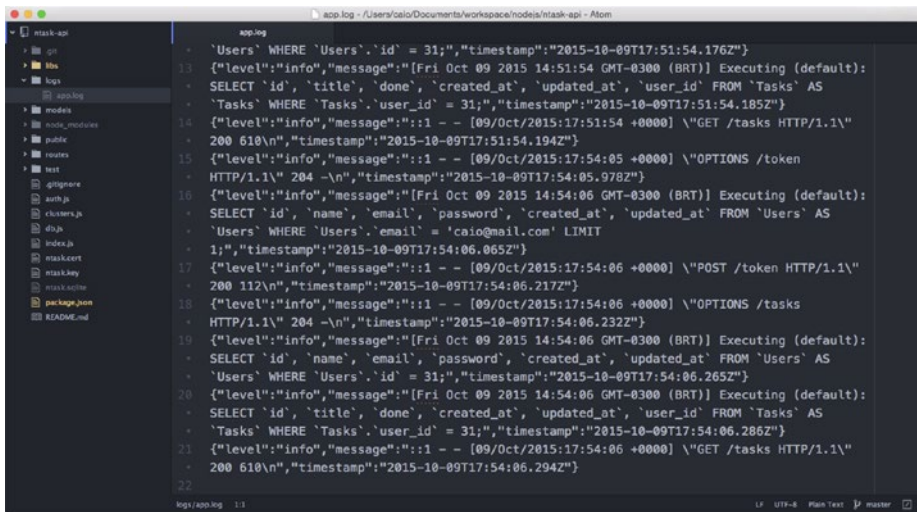 app.log - /Users/caio/Documents/workspace/nodejs/ntask-api - Atom
ntask-api
.git
libs
logs
app.log
models
node_modules
public
routes
test
.gitignore
auth.js
clusters.js
db.js
index.js
ntask.cert
ntask.key
ntask.sqlite
package.json
README.md
app.log
`Users` WHERE `Users`.`id` = 31;","timestamp":"2015-10-09T17:51:54.176Z"}
13 {"level":"info","message":"[Fri Oct 09 2015 14:51:54 GMT-0300 (BRT)] Executing (default):
SELECT `id`, `title`, `done`, `created_at`, `updated_at`, `user_id` FROM `Tasks` AS
`Tasks` WHERE `Tasks`.`user_id` = 31;","timestamp":"2015-10-09T17:51:54.185Z"}
14 {"level":"info","message":"::1 - - [09/Oct/2015:17:51:54 +0000] \"GET /tasks HTTP/1.1\"
200 610\n","timestamp":"2015-10-09T17:51:54.194Z"}
15 {"level":"info","message":"::1 - - [09/Oct/2015:17:54:05 +0000] \"OPTIONS /token
HTTP/1.1\" 204 -\n","timestamp":"2015-10-09T17:54:05.978Z"}
16 {"level":"info","message":"[Fri Oct 09 2015 14:54:06 GMT-0300 (BRT)] Executing (default):
SELECT `id`, `name`, `email`, `password`, `created_at`, `updated_at` FROM `Users` AS
`Users` WHERE `Users`.`email` = 'caio@mail.com' LIMIT
1;","timestamp":"2015-10-09T17:54:06.065Z"}
17 {"level":"info","message":"::1 - - [09/Oct/2015:17:54:06 +0000] \"POST /token HTTP/1.1\"
200 112\n","timestamp":"2015-10-09T17:54:06.217Z"}
18 {"level":"info","message":"::1 - - [09/Oct/2015:17:54:06 +0000] \"OPTIONS /tasks
HTTP/1.1\" 204 -\n","timestamp":"2015-10-09T17:54:06.232Z"}
19 {"level":"info","message":"[Fri Oct 09 2015 14:54:06 GMT-0300 (BRT)] Executing (default):
SELECT `id`, `name`, `email`, `password`, `created_at`, `updated_at` FROM `Users` AS
`Users` WHERE `Users`.`id` = 31;","timestamp":"2015-10-09T17:54:06.265Z"}
20 {"level":"info","message":"[Fri Oct 09 2015 14:54:06 GMT-0300 (BRT)] Executing (default):
SELECT `id`, `title`, `done`, `created_at`, `updated_at`, `user_id` FROM `Tasks` AS
`Tasks` WHERE `Tasks`.`user_id` = 31;","timestamp":"2015-10-09T17:54:06.286Z"}
21 {"level":"info","message":"::1 - - [09/Oct/2015:17:54:06 +0000] \"GET /tasks HTTP/1.1\"
200 610\n","timestamp":"2015-10-09T17:54:06.294Z"}
22
logs/app.log 1:1 LF UTF-8 Plain Text master